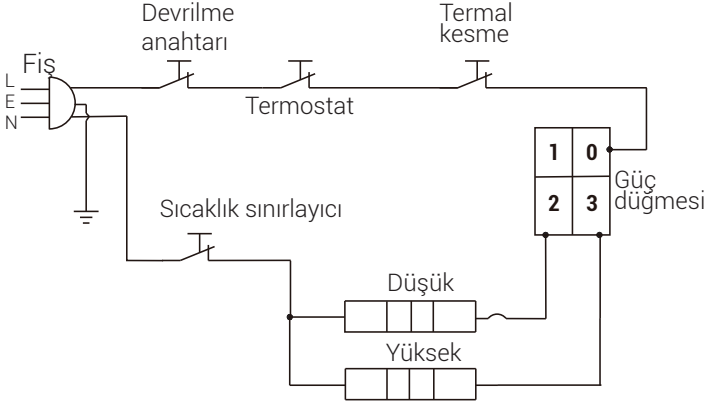 Devrilme
anahtarı
Termal
kesme
Fiş
L
E
N
Termostat
1 0
2 3
Güç
düğmesi
Sıcaklık sınırlayıcı
Düşük
Yüksek